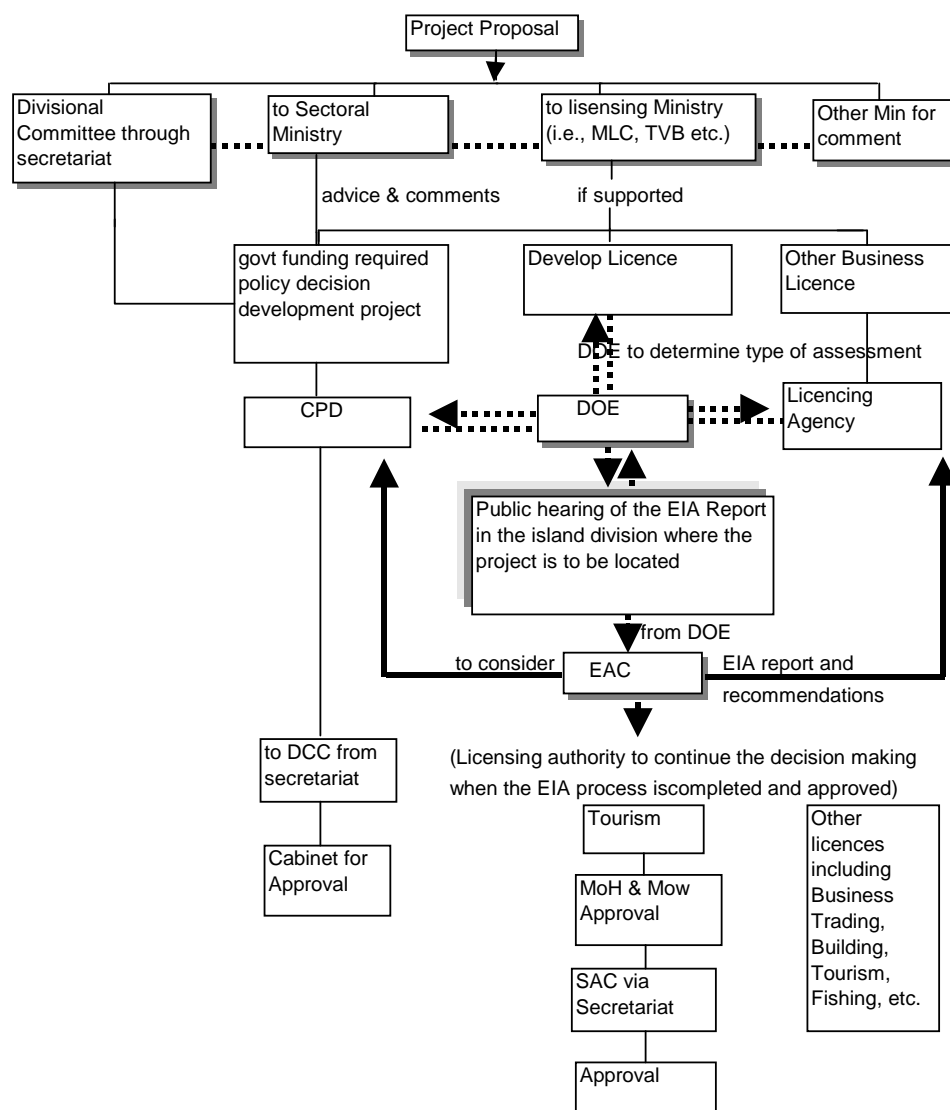 Project Proposal
Divisional
Committee through
secretariat
to Sectoral
Ministry
to lisensing Ministry
(i.e., MLC, TVB etc.)
Other Min for
comment
advice & comments
if supported
govt funding required
policy decision
development project
Develop Licence
Other Business
Licence
DOE to determine type of assessment
CPD
DOE
Licencing
Agency
Public hearing of the EIA Report
in the island division where the
project is to be located
from DOE
to consider
EAC
EIA report and
recommendations
to DCC from
secretariat
(Licensing authority to continue the decision making
when the EIA process iscompleted and approved)
Cabinet for
Approval
Tourism
MoH & Mow
Approval
SAC via
Secretariat
Approval
Other
licences
including
Business
Trading,
Building,
Tourism,
Fishing, etc.